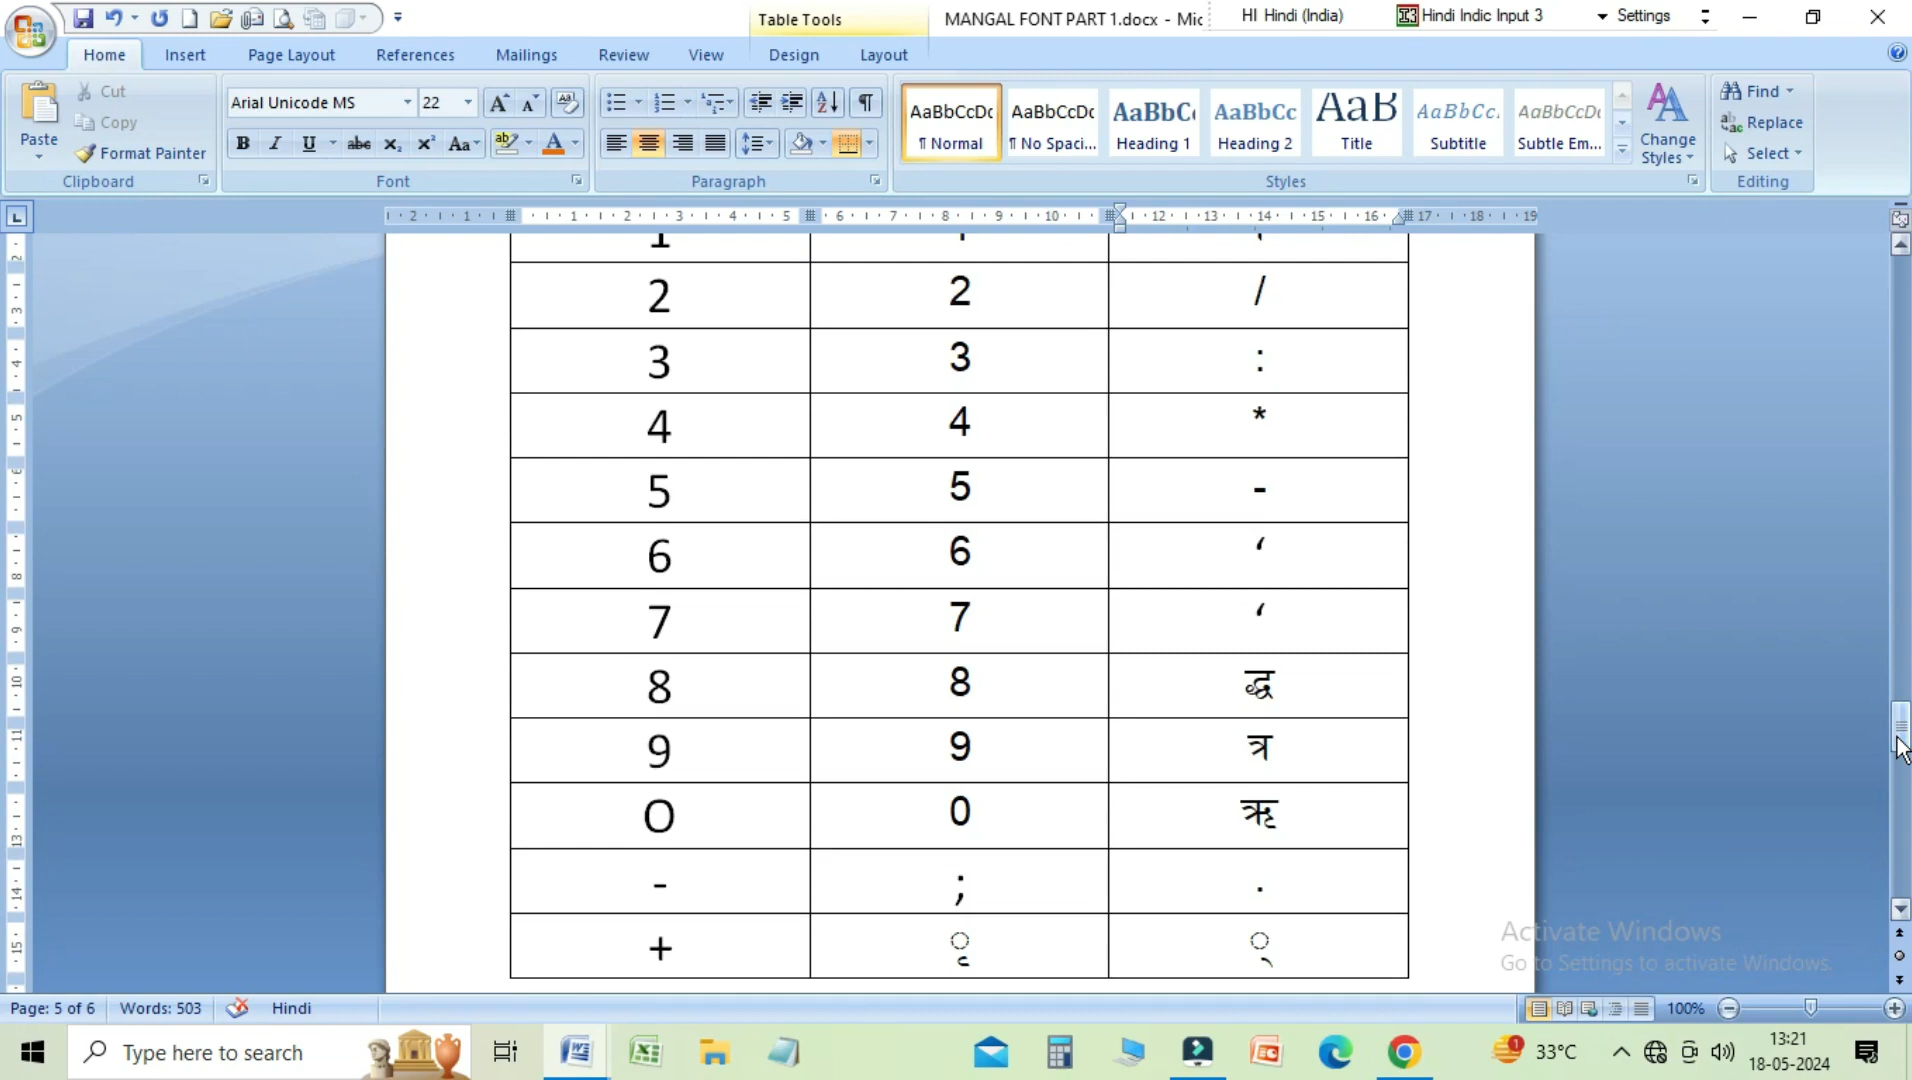 Table Tools
MANGAL FONT PART 1.docx - Mic
HI Hindi (India)
Hindi Indic Input 3
Settings
Home Insert Page Layout References Mailings Review View Design Layout
Paste
Cut
Copy
Format Painter
Clipboard
Arial Unicode MS 22
Font
Paragraph
AaBbCcDc AaBbCcDc AaBbC AaBbCc AaB AaBbCc. AaBbCcDc
¶ Normal ¶ No Spaci... Heading 1 Heading 2 Title Subtitle Subtle Em...
Change Styles
Styles
Find
Replace
Select
Editing
2 2 /
3 3 :
4 4 *
5 5 -
6 6 ‘
7 7 ‘
8 8 द्ध
9 9 त्र
O 0 ऋ
- ; .
+ ृ ्
Activate Windows
Go to Settings to activate Windows.
Page: 5 of 6 Words: 503 Hindi 100%
Type here to search
33°C
13:21
18-05-2024